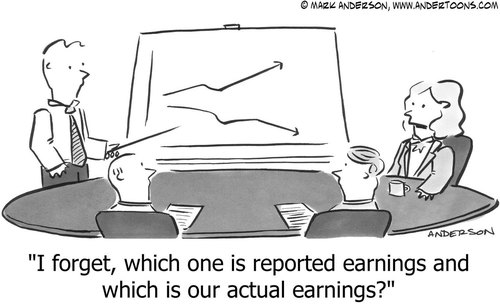 © MARK ANDERSON, WWW.ANDERTOONS.COM
ANDERSON
"I forget, which one is reported earnings and
which is our actual earnings?"